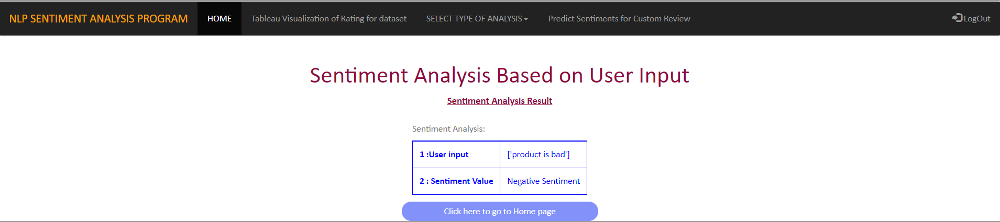 NLP SENTIMENT ANALYSIS PROGRAM HOME Tableau Visualization of Rating for dataset SELECT TYPE OF ANALYSIS Predict Sentiments for Custom Review LogOut
Sentiment Analysis Based on User Input
Sentiment Analysis Result
Sentiment Analysis:
1 :User input ['product is bad']
2 : Sentiment Value Negative Sentiment
Click here to go to Home page